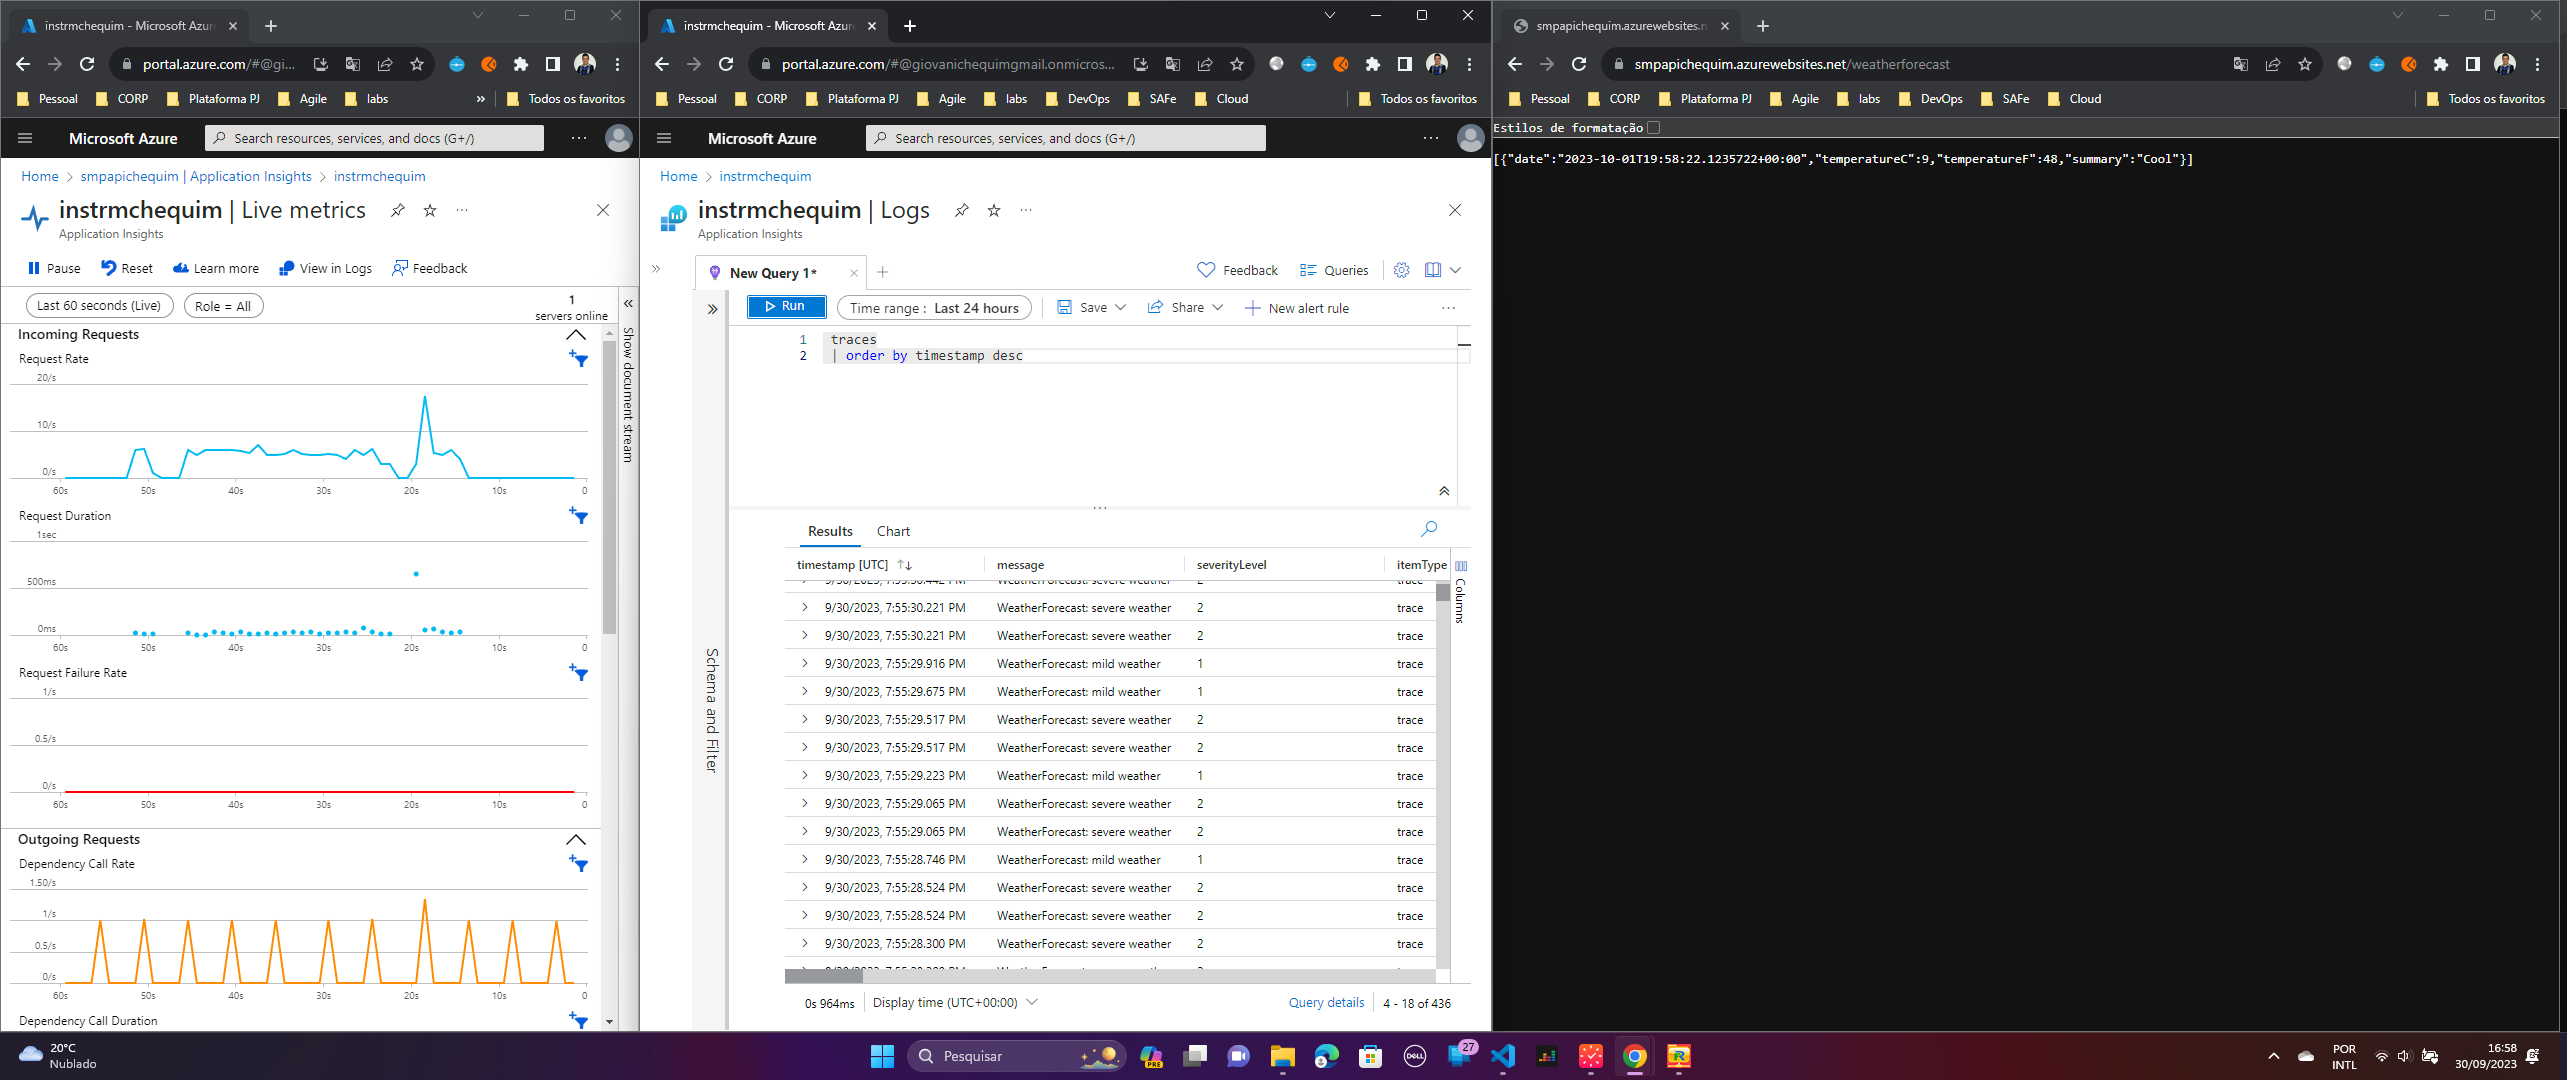 instrmchequim - Microsoft Azur
portal.azure.com/#@gi...
Pessoal CORP Plataforma PJ Agile labs » Todos os favoritos
Microsoft Azure Search resources, services, and docs (G+/) ...
Home > smpapichequim | Application Insights > instrmchequim
instrmchequim | Live metrics ...
Application Insights
Pause Reset Learn more View in Logs Feedback
Last 60 seconds (Live) Role = All 1 servers online
Show document stream
Incoming Requests
Request Rate
20/s
10/s
0/s
60s 50s 40s 30s 20s 10s 0
Request Duration
1sec
500ms
0ms
60s 50s 40s 30s 20s 10s 0
Request Failure Rate
1/s
0.5/s
0/s
60s 50s 40s 30s 20s 10s 0
Outgoing Requests
Dependency Call Rate
1.50/s
1/s
0.5/s
0/s
60s 50s 40s 30s 20s 10s 0
Dependency Call Duration
instrmchequim - Microsoft Azur
portal.azure.com/#@giovanichequimgmail.onmicros...
Pessoal CORP Plataforma PJ Agile labs DevOps SAFe Cloud Todos os favoritos
Microsoft Azure Search resources, services, and docs (G+/) ...
Home > instrmchequim
instrmchequim | Logs ...
Application Insights
New Query 1* Feedback Queries
Run Time range : Last 24 hours Save Share New alert rule ...
1 traces
2 | order by timestamp desc
Schema and Filter
Results Chart
timestamp [UTC] message severityLevel itemType
Columns
9/30/2023, 7:55:30.442 PM WeatherForecast: severe weather 2 trace
9/30/2023, 7:55:30.221 PM WeatherForecast: severe weather 2 trace
9/30/2023, 7:55:30.221 PM WeatherForecast: severe weather 2 trace
9/30/2023, 7:55:29.916 PM WeatherForecast: mild weather 1 trace
9/30/2023, 7:55:29.675 PM WeatherForecast: mild weather 1 trace
9/30/2023, 7:55:29.517 PM WeatherForecast: severe weather 2 trace
9/30/2023, 7:55:29.517 PM WeatherForecast: severe weather 2 trace
9/30/2023, 7:55:29.223 PM WeatherForecast: mild weather 1 trace
9/30/2023, 7:55:29.065 PM WeatherForecast: severe weather 2 trace
9/30/2023, 7:55:29.065 PM WeatherForecast: severe weather 2 trace
9/30/2023, 7:55:28.746 PM WeatherForecast: mild weather 1 trace
9/30/2023, 7:55:28.524 PM WeatherForecast: severe weather 2 trace
9/30/2023, 7:55:28.524 PM WeatherForecast: severe weather 2 trace
9/30/2023, 7:55:28.300 PM WeatherForecast: severe weather 2 trace
0s 964ms Display time (UTC+00:00) Query details 4 - 18 of 436
smpapichequim.azurewebsites.n
smpapichequim.azurewebsites.net/weatherforecast
Pessoal CORP Plataforma PJ Agile labs DevOps SAFe Cloud Todos os favoritos
Estilos de formatação
[{"date":"2023-10-01T19:58:22.1235722+00:00","temperatureC":9,"temperatureF":48,"summary":"Cool"}]
20°C
Nublado
Pesquisar
PRE
DELL
27
POR
INTL
16:58
30/09/2023